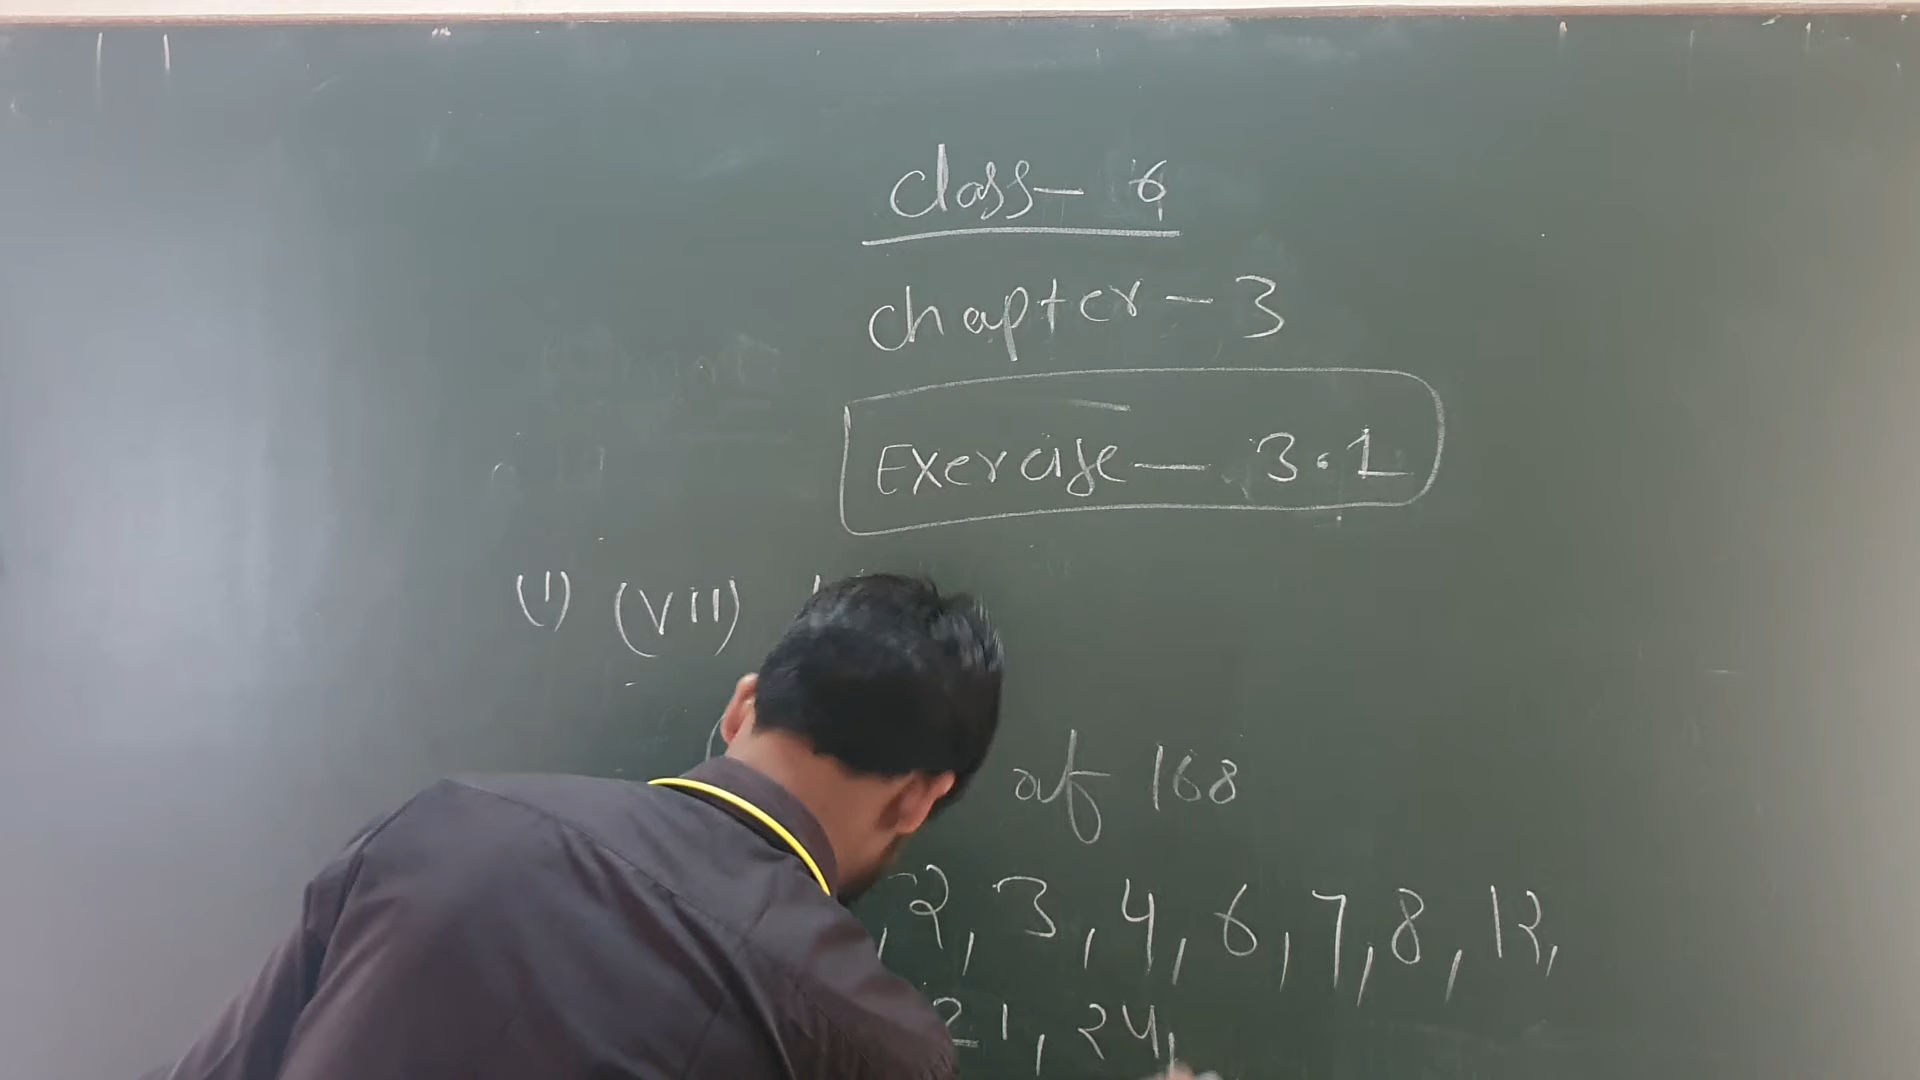 Class- 6
Chapter - 3
Exercise - 3.1
(1) (VII)
of 168
, 2, 3, 4, 6, 7, 8, 12,
21, 24,